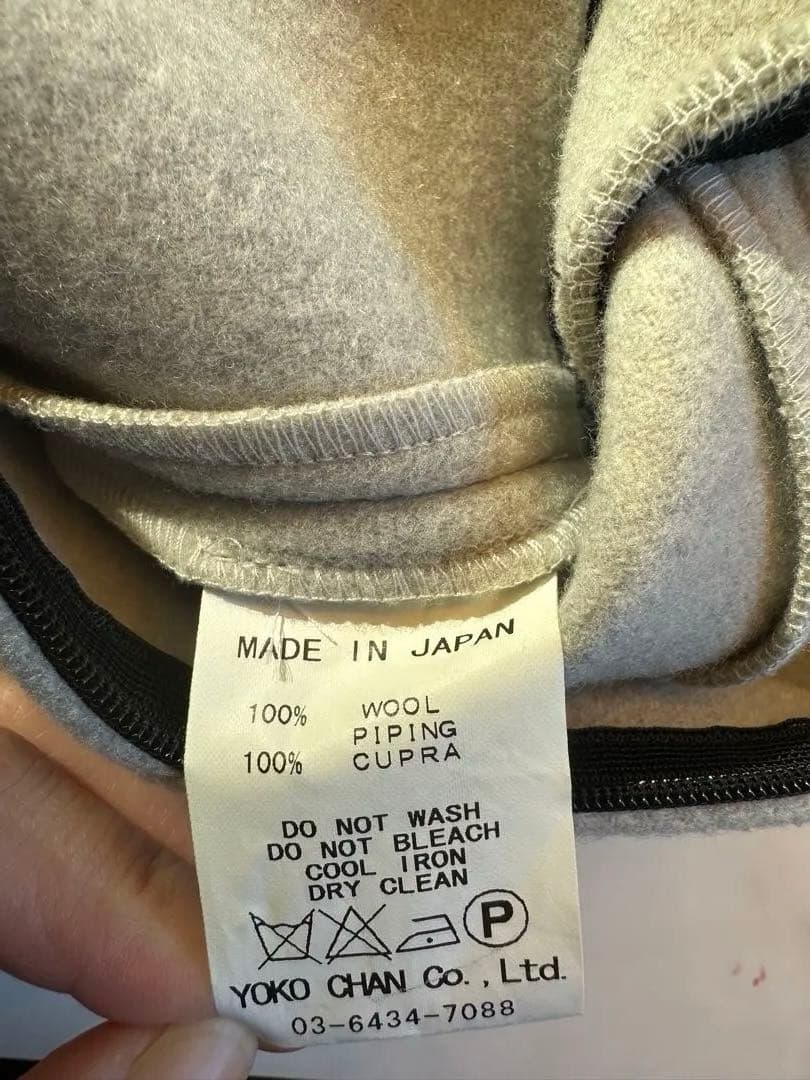 MADE IN JAPAN
100% WOOL
PIPING
100% CUPRA
DO NOT WASH
DO NOT BLEACH
COOL IRON
DRY CLEAN
P
YOKO CHAN Co.,Ltd.
03-6434-7088